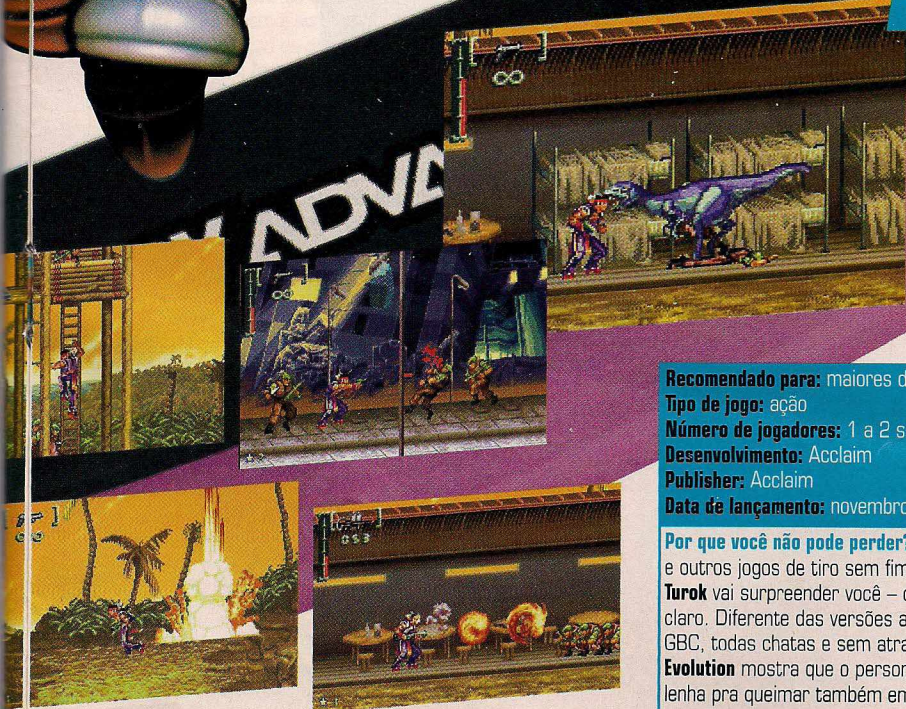 ADVA
∞
∞
053
Recomendado para: maiores d
Tipo de jogo: ação
Número de jogadores: 1 a 2 s
Desenvolvimento: Acclaim
Publisher: Acclaim
Data de lançamento: novembro
Por que você não pode perder?
e outros jogos de tiro sem fim
Turok vai surpreender você – 
claro. Diferente das versões a
GBC, todas chatas e sem atra
Evolution mostra que o person
lenha pra queimar também em